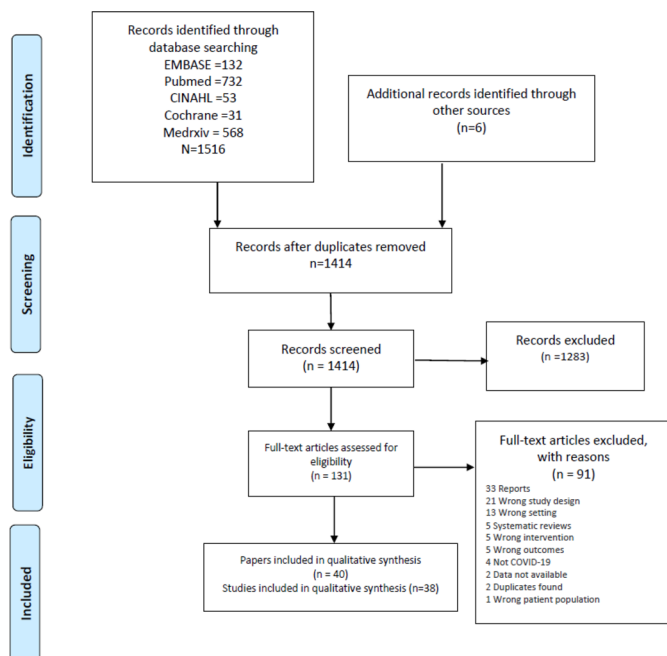 Identification
Records identified through
database searching
EMBASE =132
Pubmed =732
CINAHL =53
Cochrane =31
Medrxiv = 568
N=1516
Additional records identified through
other sources
(n=6)
Screening
Records after duplicates removed
n=1414
Records screened
(n = 1414)
Records excluded
(n =1283)
Eligibility
Full-text articles assessed for
eligibility
(n = 131)
Full-text articles excluded,
with reasons
(n = 91)
33 Reports
21 Wrong study design
13 Wrong setting
5 Systematic reviews
5 Wrong intervention
5 Wrong outcomes
4 Not COVID-19
2 Data not available
2 Duplicates found
1 Wrong patient population
Included
Papers included in qualitative synthesis
(n = 40)
Studies included in qualitative synthesis (n=38)